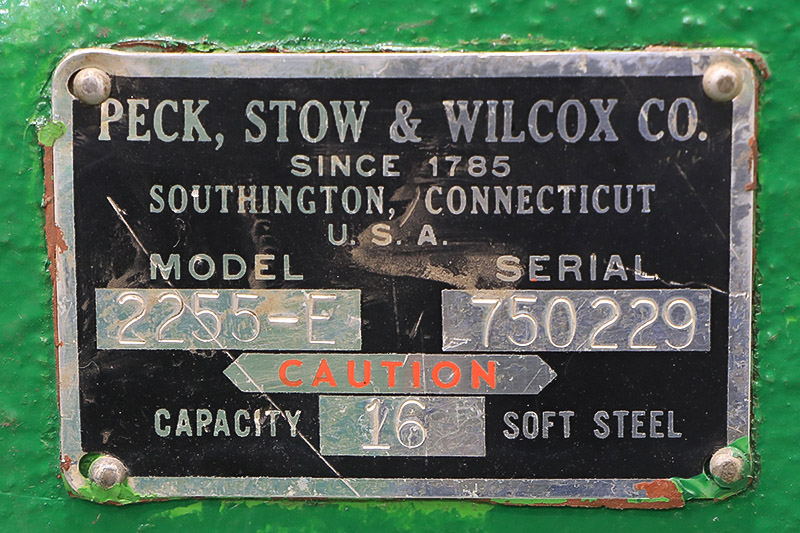 PECK, STOW & WILCOX CO.
SINCE 1785
SOUTHINGTON, CONNECTICUT
U. S. A.
MODEL SERIAL
2255-E 750229
CAUTION
CAPACITY 16 SOFT STEEL